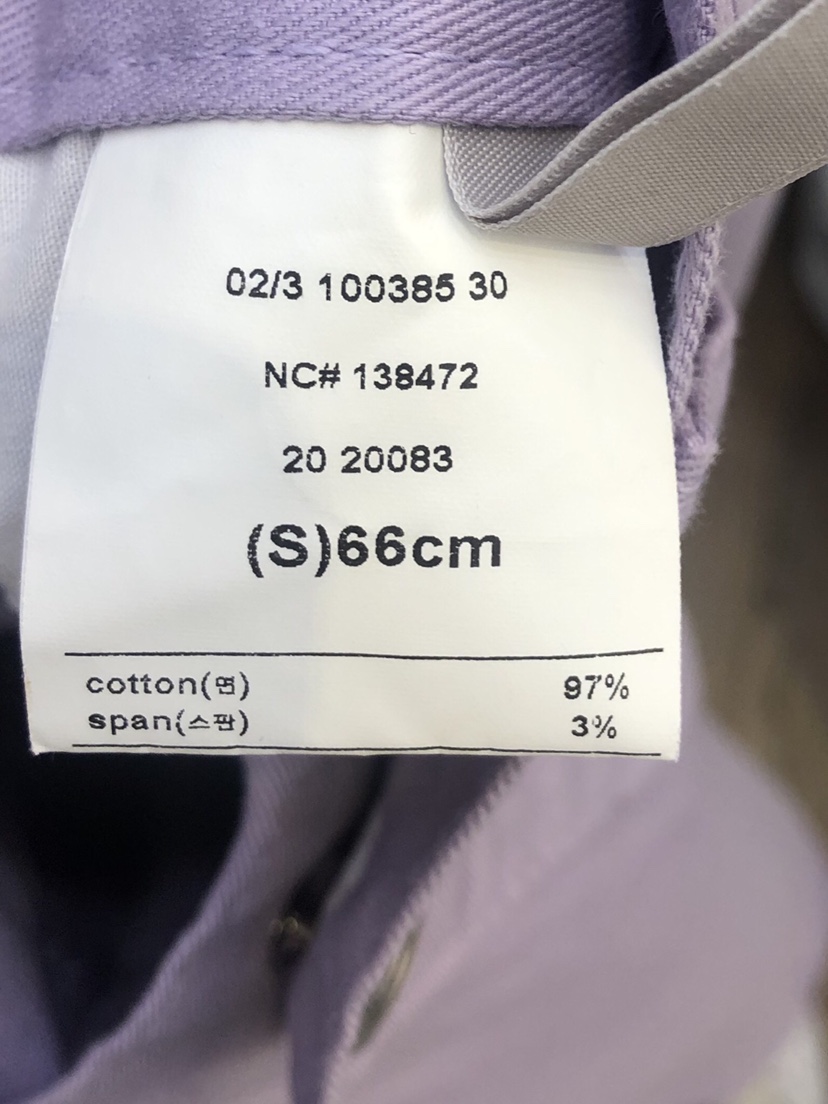 02/3 100385 30
NC# 138472
20 20083
(S)66cm
cotton(면) 97%
span(스판) 3%